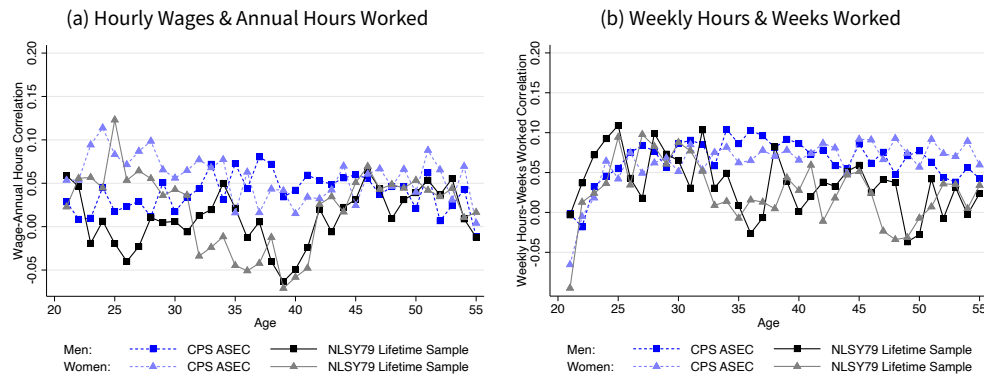 (a) Hourly Wages & Annual Hours Worked
Wage-Annual Hours Correlation
0.20
0.15
0.10
0.05
0.00
-0.05
20 25 30 35 40 45 50 55
Age
Men: CPS ASEC NLSY79 Lifetime Sample
Women: CPS ASEC NLSY79 Lifetime Sample
(b) Weekly Hours & Weeks Worked
Weekly Hours-Weeks Worked Correlation
0.20
0.15
0.10
0.05
0.00
-0.05
20 25 30 35 40 45 50 55
Age
Men: CPS ASEC NLSY79 Lifetime Sample
Women: CPS ASEC NLSY79 Lifetime Sample